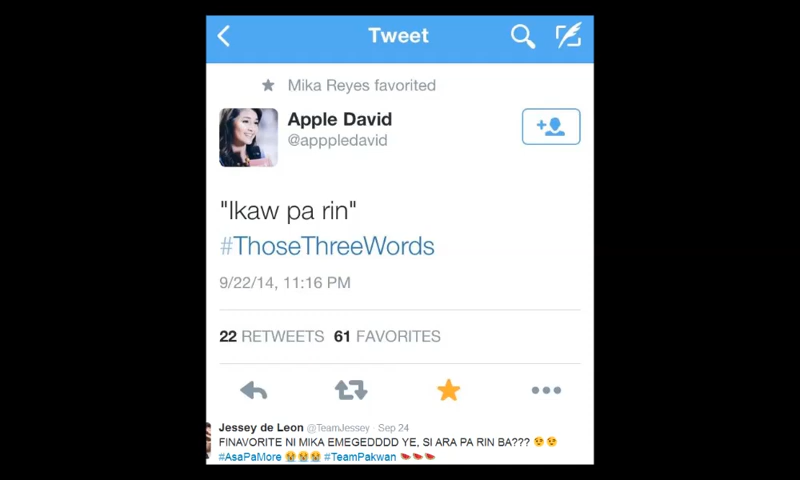 Tweet
Mika Reyes favorited
Apple David
@apppledavid
"Ikaw pa rin"
#ThoseThreeWords
9/22/14, 11:16 PM
22 RETWEETS 61 FAVORITES
Jessey de Leon @TeamJessey · Sep 24
FINAVORITE NI MIKA EMEGEDDDD YE, SI ARA PA RIN BA??? 😔😔
#AsaPaMore 😭😭😭 #TeamPakwan 🍉🍉🍉